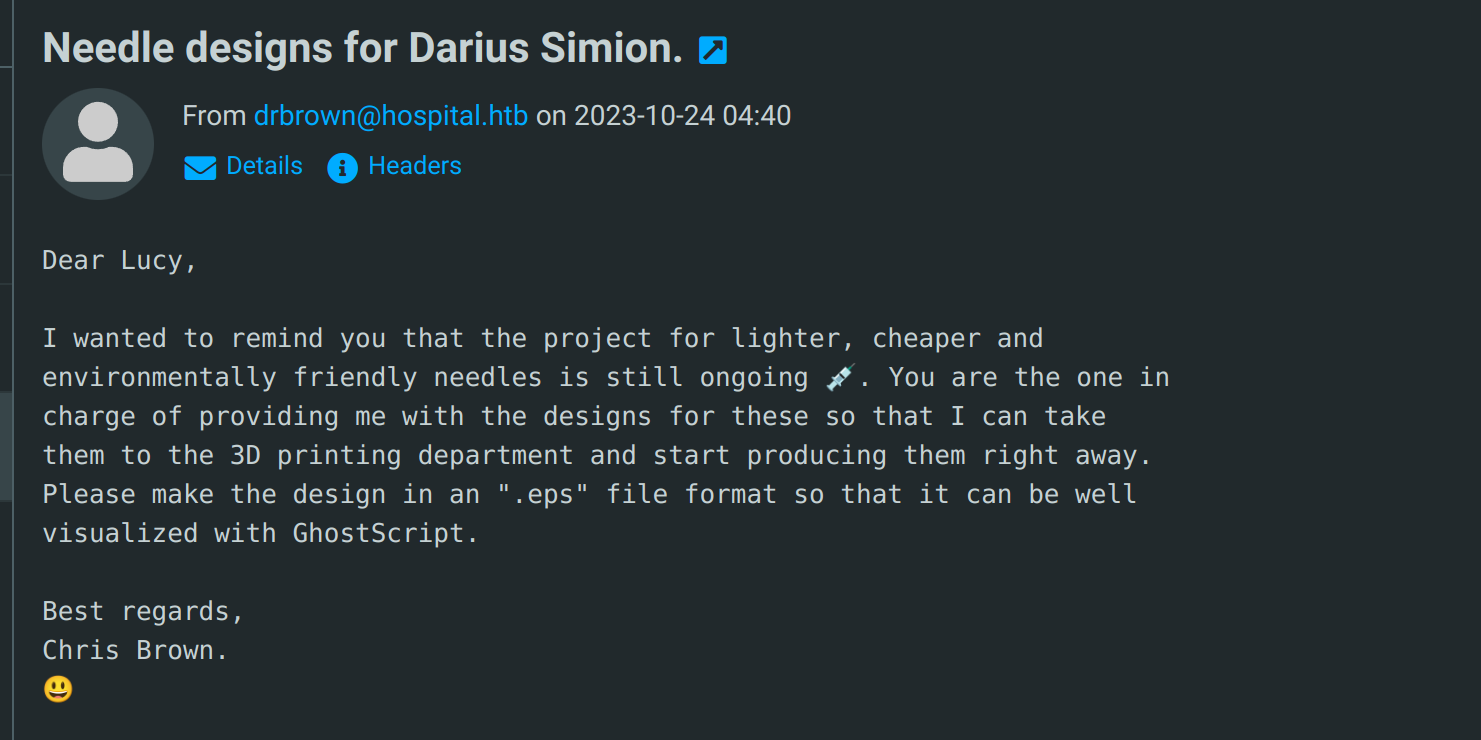 Needle designs for Darius Simion.
From drbrown@hospital.htb on 2023-10-24 04:40
Details Headers
Dear Lucy,
I wanted to remind you that the project for lighter, cheaper and
environmentally friendly needles is still ongoing 💉. You are the one in
charge of providing me with the designs for these so that I can take
them to the 3D printing department and start producing them right away.
Please make the design in an ".eps" file format so that it can be well
visualized with GhostScript.
Best regards,
Chris Brown.
😃